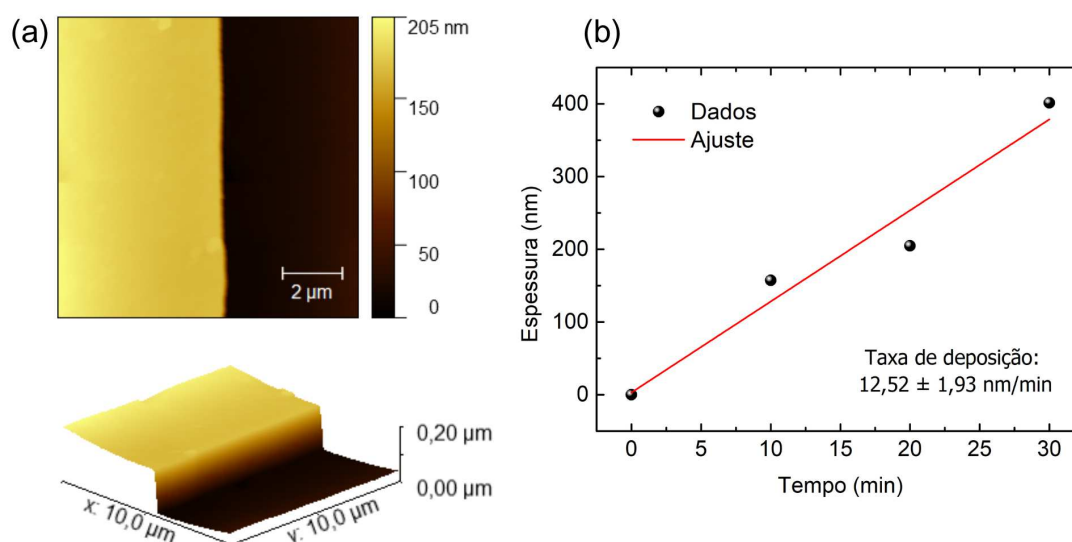 (a)
205 nm
150
100
50
0
2 µm
0,20 µm
0,00 µm
x: 10,0 µm
y: 10,0 µm
(b)
Espessura (nm)
400
300
200
100
0
Dados
Ajuste
Taxa de deposição:
12,52 ± 1,93 nm/min
0 5 10 15 20 25 30
Tempo (min)